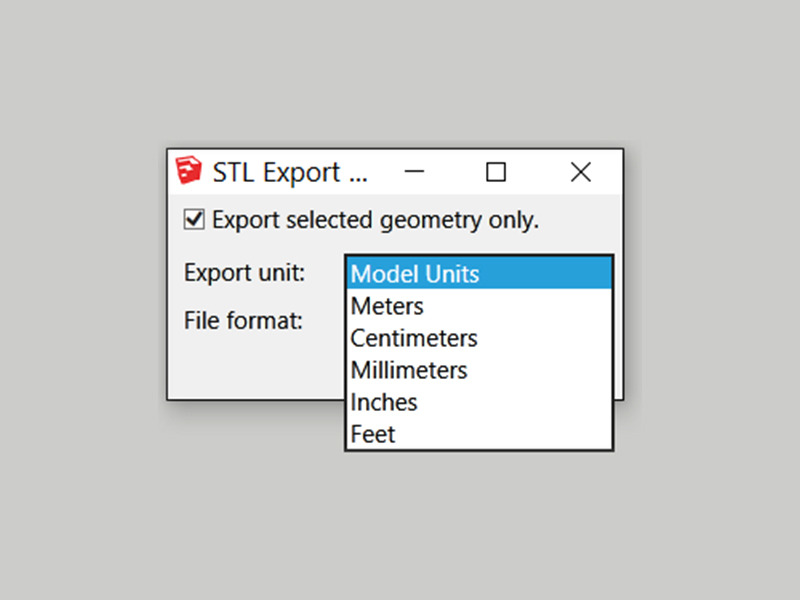 STL Export ...
Export selected geometry only.
Export unit:
Model Units
Meters
File format:
Centimeters
Millimeters
Inches
Feet